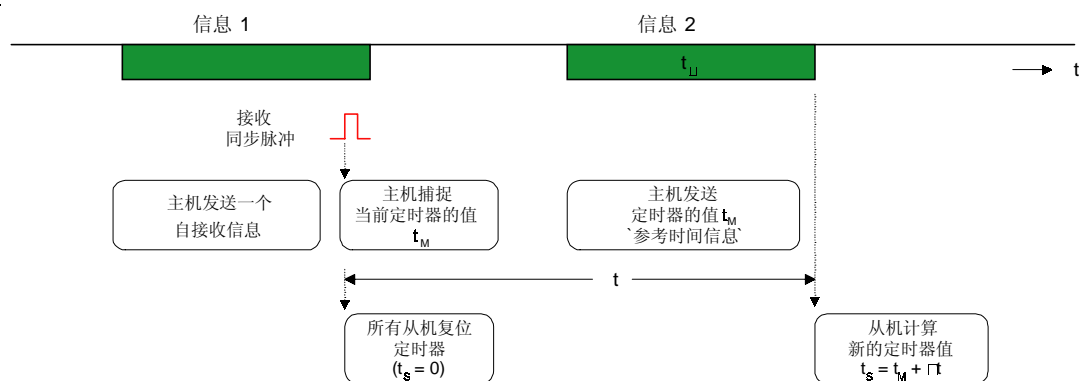 信息 1
信息 2
t⊔
t
接收
同步脉冲
主机发送一个
自接收信息
主机捕捉
当前定时器的值
tM
主机发送
定时器的值 tM
`参考时间信息`
t
所有从机复位
定时器
(tS = 0)
从机计算
新的定时器值
tS = tM + □t